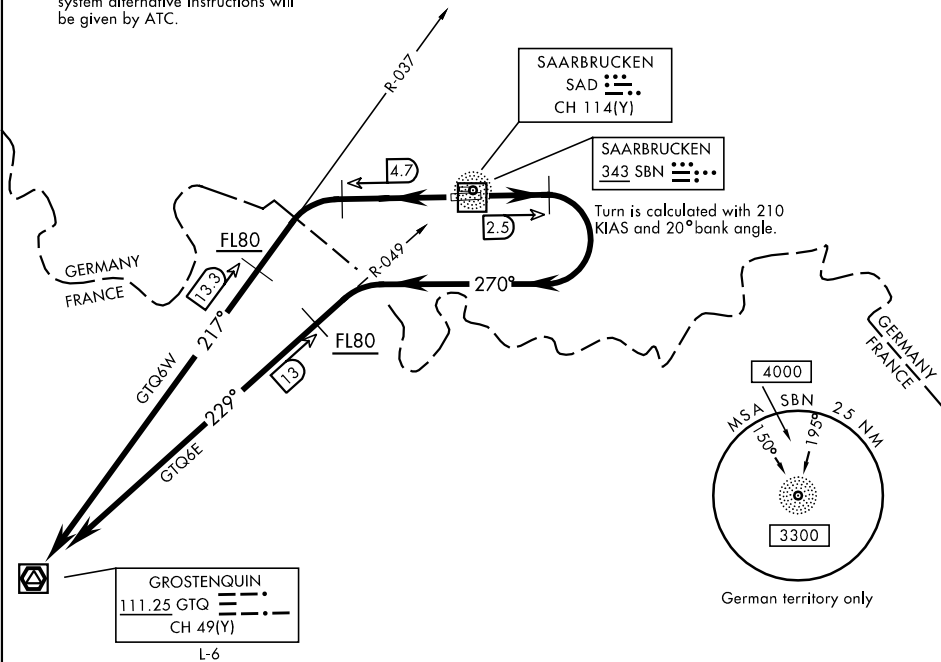 system alternative instructions will
be given by ATC.
R-037
SAARBRUCKEN
SAD
CH 114(Y)
SAARBRUCKEN
343 SBN
4.7
2.5
Turn is calculated with 210
KIAS and 20° bank angle.
FL80
R-049
270°
GERMANY
FRANCE
13.3
217°
FL80
13
GTQ6W
229°
GTQ6E
GERMANY
FRANCE
4000
MSA SBN 25 NM
150°
195°
3300
German territory only
GROSTENQUIN
111.25 GTQ
CH 49(Y)
L-6